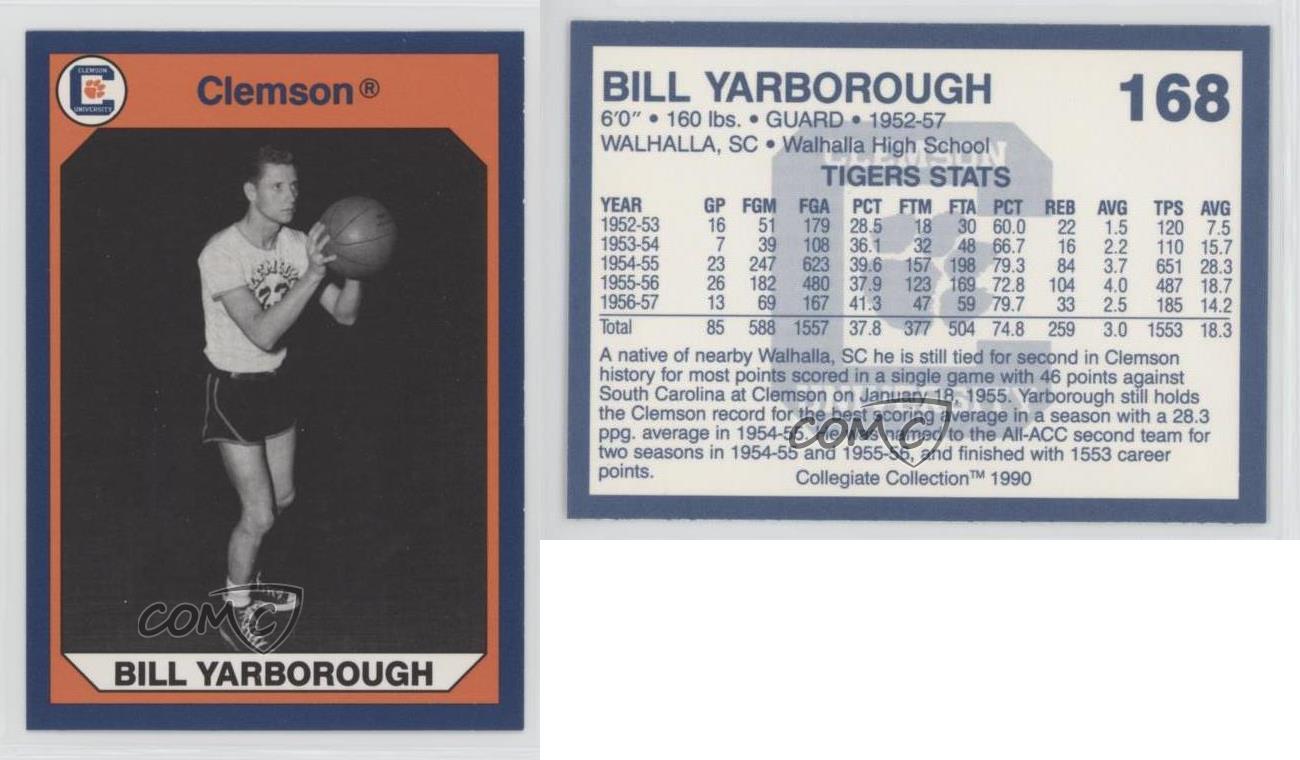 CLEMSON
UNIVERSITY
Clemson®
COMC
BILL YARBOROUGH
BILL YARBOROUGH 168
6'0" • 160 lbs. • GUARD • 1952-57
WALHALLA, SC • Walhalla High School
CLEMSON
TIGERS STATS
YEAR GP FGM FGA PCT FTM FTA PCT REB AVG TPS AVG
1952-53 16 51 179 28.5 18 30 60.0 22 1.5 120 7.5
1953-54 7 39 108 36.1 32 48 66.7 16 2.2 110 15.7
1954-55 23 247 623 39.6 157 198 79.3 84 3.7 651 28.3
1955-56 26 182 480 37.9 123 169 72.8 104 4.0 487 18.7
1956-57 13 69 167 41.3 47 59 79.7 33 2.5 185 14.2
Total 85 588 1557 37.8 377 504 74.8 259 3.0 1553 18.3
A native of nearby Walhalla, SC he is still tied for second in Clemson
history for most points scored in a single game with 46 points against
South Carolina at Clemson on January 18, 1955. Yarborough still holds
the Clemson record for the best scoring average in a season with a 28.3
ppg. average in 1954-55. He was named to the All-ACC second team for
two seasons in 1954-55 and 1955-56, and finished with 1553 career
points.
Collegiate Collection™ 1990
COMC